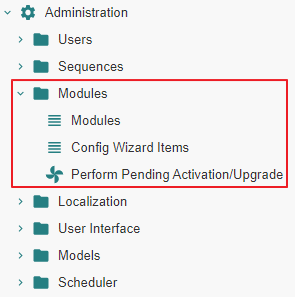 Administration
Users
Sequences
Modules
Modules
Config Wizard Items
Perform Pending Activation/Upgrade
Localization
User Interface
Models
Scheduler